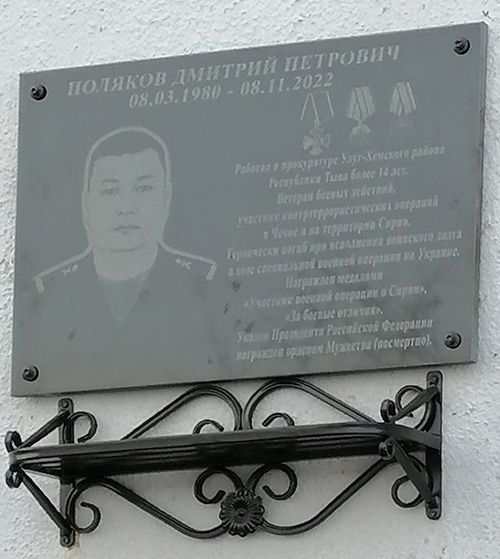 ПОЛЯКОВ ДМИТРИЙ ПЕТРОВИЧ
08.03.1980 - 08.11.2022
Работал в прокуратуре Улуг-Хемского района
Республики Тыва более 14 лет.
Ветеран боевых действий,
участник контртеррористических операций
в Чечне и на территории Сирии.
Героически погиб при исполнении воинского долга
в ходе специальной военной операции на Украине.
Награжден медалями
«Участник военной операции в Сирии»,
«За боевые отличия».
Указом Президента Российской Федерации
награжден орденом Мужества (посмертно).